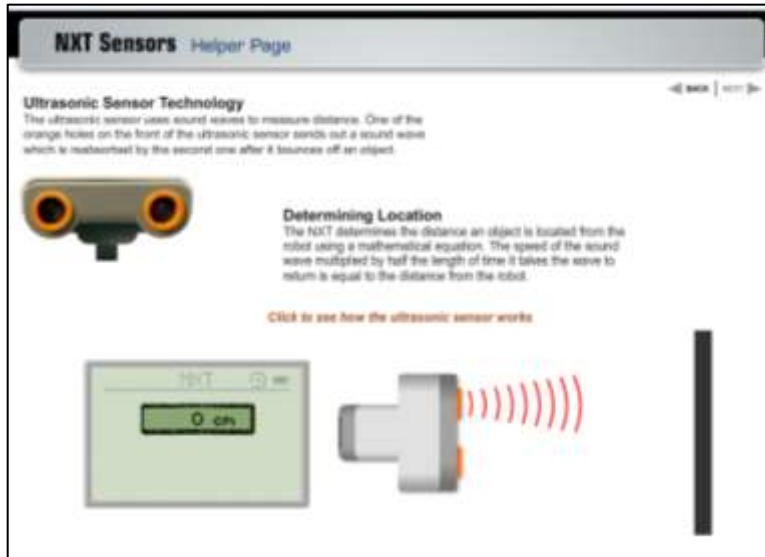 NXT Sensors Helper Page
BACK | NEXT
Ultrasonic Sensor Technology
The ultrasonic sensor uses sound waves to measure distance. One of the
orange holes on the front of the ultrasonic sensor sends out a sound wave
which is reabsorbed by the second one after it bounces off an object.
Determining Location
The NXT determines the distance an object is located from the
robot using a mathematical equation. The speed of the sound
wave multiplied by half the length of time it takes the wave to
return is equal to the distance from the robot.
Click to see how the ultrasonic sensor works
NXT
0 cm